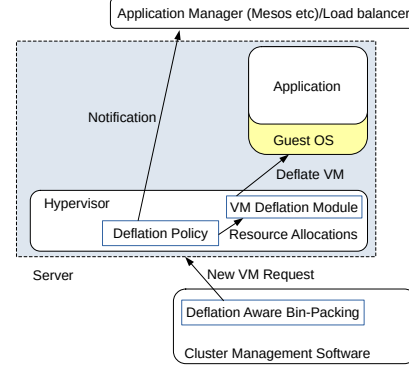 Application Manager (Mesos etc)/Load balancer
Application
Notification
Guest OS
Deflate VM
Hypervisor
VM Deflation Module
Deflation Policy
Resource Allocations
Server
New VM Request
Deflation Aware Bin-Packing
Cluster Management Software